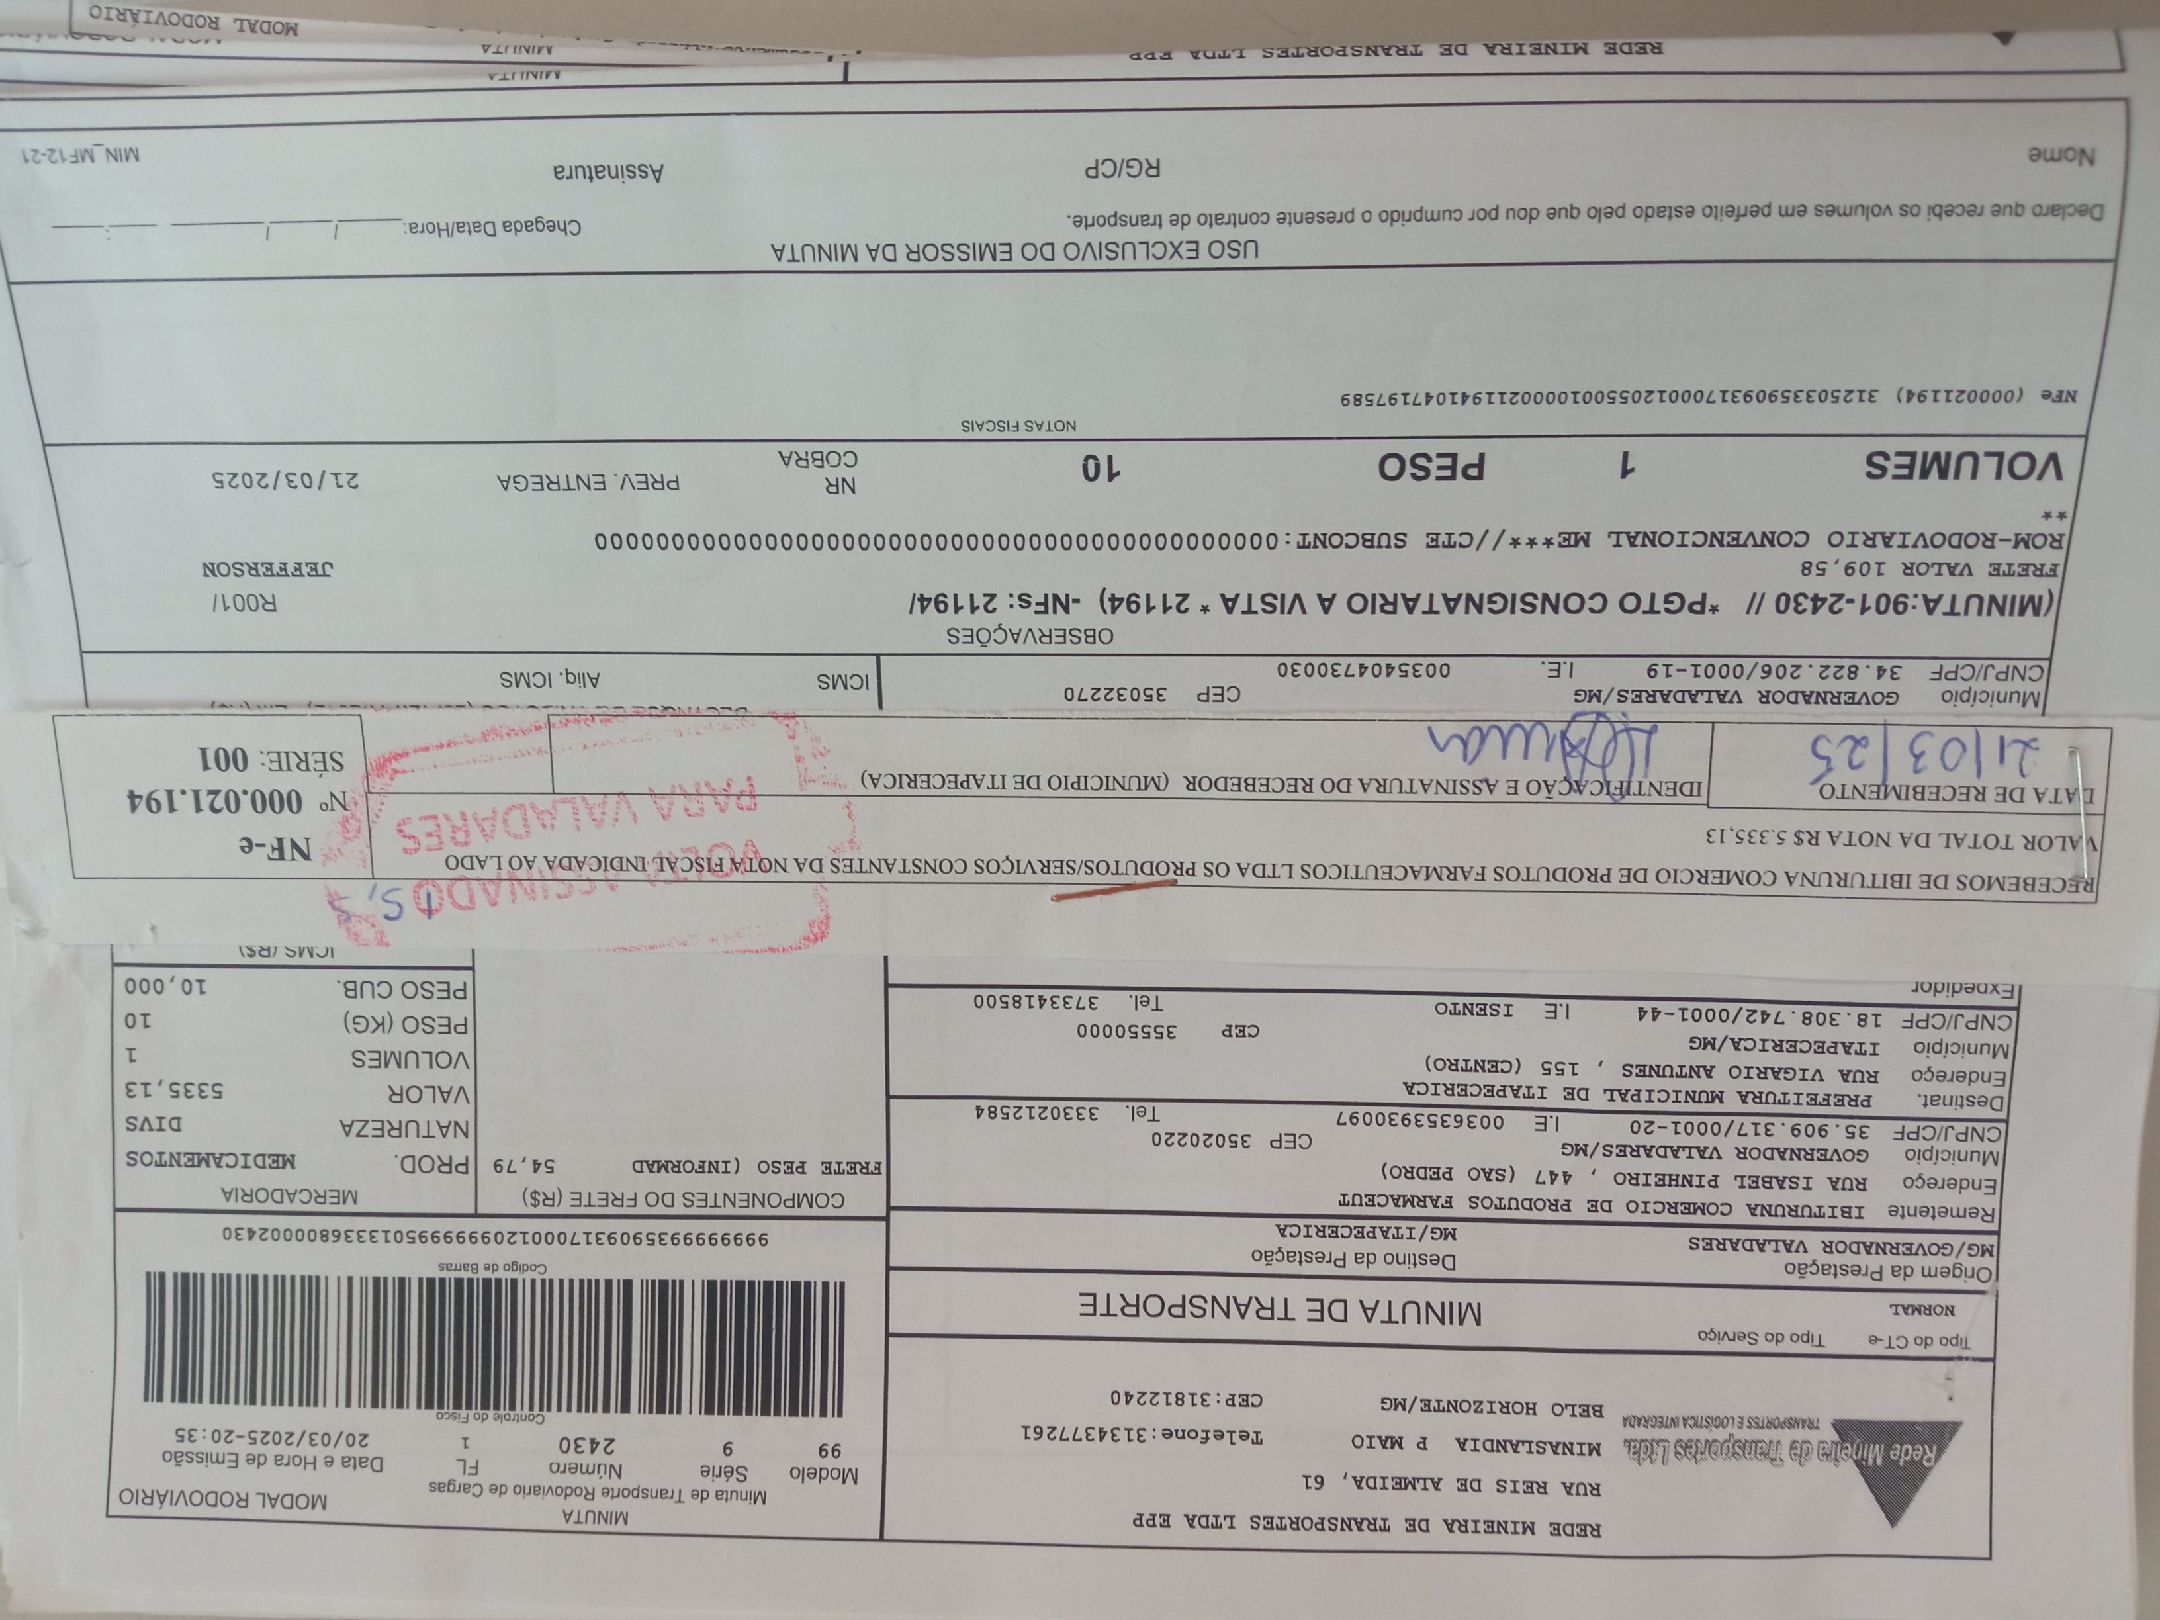 REDE MINEIRA DE TRANSPORTES LTDA EPP
RUA REIS DE ALMEIDA, 61
MINASLANDIA P MAIO Telefone:3134377261
BELO HORIZONTE/MG CEP:31812240
Rede Mineira de Transportes Ltda.
TRANSPORTES E LOGÍSTICA INTEGRADA
MINUTA MODAL RODOVIÁRIO
Minuta de Transporte Rodoviario de Cargas
Modelo Série Número FL Data e Hora de Emissão
99 9 2430 1 20/03/2025-20:35
Controle do Fisco
Codigo de Barras
Tipo do CT-e Tipo do Serviço
NORMAL
MINUTA DE TRANSPORTE
Origem da Prestação Destino da Prestação
MG/GOVERNADOR VALADARES MG/ITAPECERICA
Remetente IBITURUNA COMERCIO DE PRODUTOS FARMACEUT
Endereço RUA ISABEL PINHEIRO , 447 (SAO PEDRO)
Município GOVERNADOR VALADARES/MG CEP 35020220
CNPJ/CPF 35.909.317/0001-20 I.E 0036353930097 Tel. 3330212584
Destinat. PREFEITURA MUNICIPAL DE ITAPECERICA
Endereço RUA VIGARIO ANTUNES , 155 (CENTRO)
Município ITAPECERICA/MG CEP 35550000
CNPJ/CPF 18.308.742/0001-44 I.E ISENTO Tel. 3733418500
Expedidor
COMPONENTES DO FRETE (R$)
FRETE PESO (INFORMAD 54,79
MERCADORIA
PROD. MEDICAMENTOS
NATUREZA DIVS
VALOR 5335,13
VOLUMES 1
PESO (KG) 10
PESO CUB. 10,000
ICMS (R$)
RECEBEMOS DE IBITURUNA COMERCIO DE PRODUTOS FARMACEUTICOS LTDA OS PRODUTOS/SERVIÇOS CONSTANTES DA NOTA FISCAL INDICADA AO LADO
VALOR TOTAL DA NOTA R$ 5.335,13
DATA DE RECEBIMENTO IDENTIFICAÇÃO E ASSINATURA DO RECEBEDOR (MUNICIPIO DE ITAPECERICA)
21/03/25
VOLTA ASSINADO
PARA VALADARES
NF-e
Nº 000.021.194
SÉRIE: 001
Município GOVERNADOR VALADARES/MG CEP 35032270
CNPJ/CPF 34.822.206/0001-19 I.E. 0035404730030
ICMS Aliq. ICMS
OBSERVAÇÕES
(MINUTA:901-2430 // *PGTO CONSIGNATARIO A VISTA * 21194) -NFs: 21194/ R001/
FRETE VALOR 109,58 JEFFERSON
ROM-RODOVIARIO CONVENCIONAL ME***//CTE SUBCONT:
**
VOLUMES 1 PESO 10 NR COBRA PREV. ENTREGA 21/03/2025
NOTAS FISCAIS
NFe (000021194)
USO EXCLUSIVO DO EMISSOR DA MINUTA
Declaro que recebi os volumes em perfeito estado pelo que dou por cumprido o presente contrato de transporte. Chegada Data/Hora: / / :
Nome RG/CP Assinatura MIN_MF12-21
REDE MINEIRA DE TRANSPORTES LTDA EPP
MINUTA
MINUTA
MODAL RODOVIÁRIO